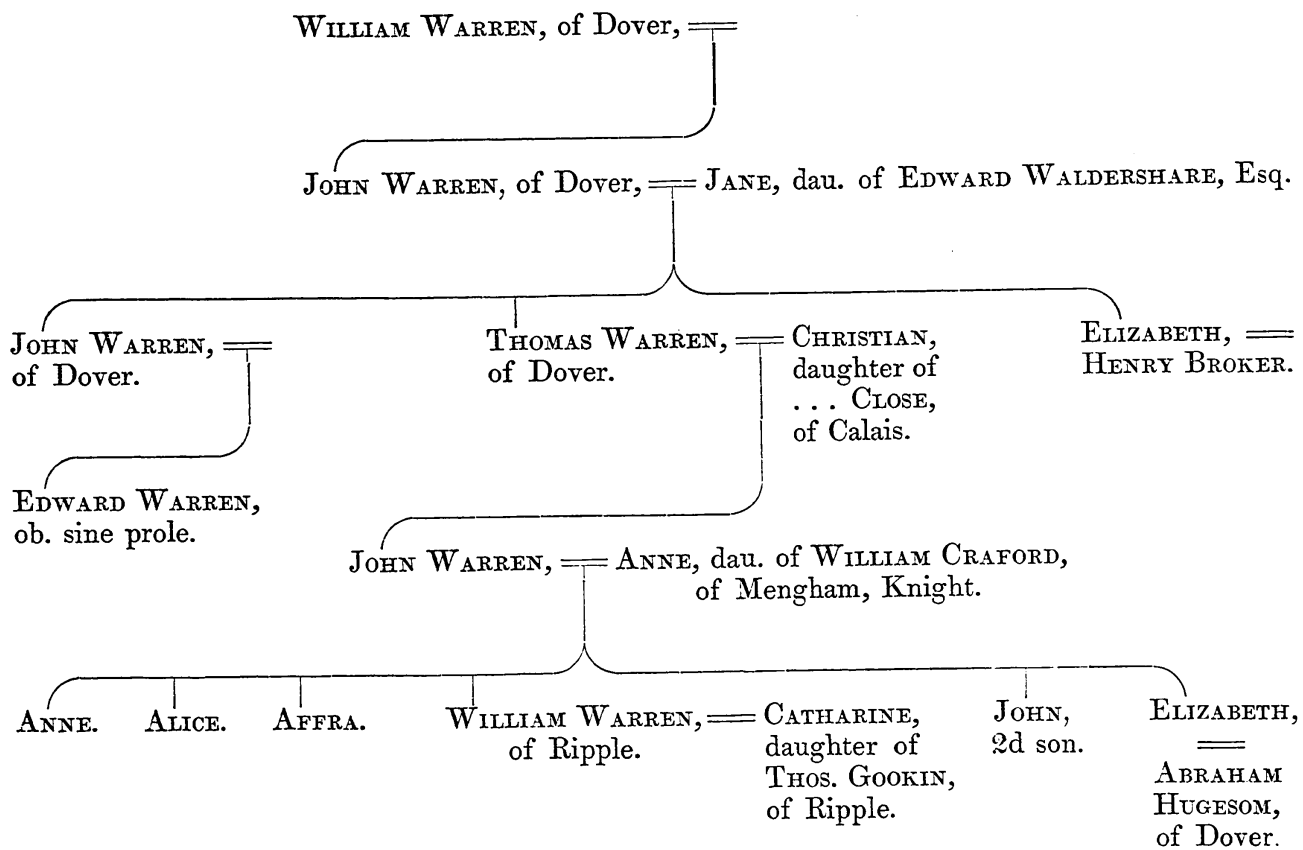 WILLIAM WARREN, of Dover,
JOHN WARREN, of Dover, JANE, dau. of EDWARD WALDERSHARE, Esq.
JOHN WARREN,
of Dover.
THOMAS WARREN,
of Dover.
CHRISTIAN,
daughter of
... CLOSE,
of Calais.
ELIZABETH,
HENRY BROKER.
EDWARD WARREN,
ob. sine prole.
JOHN WARREN, ANNE, dau. of WILLIAM CRAFORD,
of Mengham, Knight.
ANNE.
ALICE.
AFFRA.
WILLIAM WARREN,
of Ripple.
CATHARINE,
daughter of
THOS. GOOKIN,
of Ripple.
JOHN,
2d son.
ELIZABETH,
ABRAHAM
HUGESOM,
of Dover.